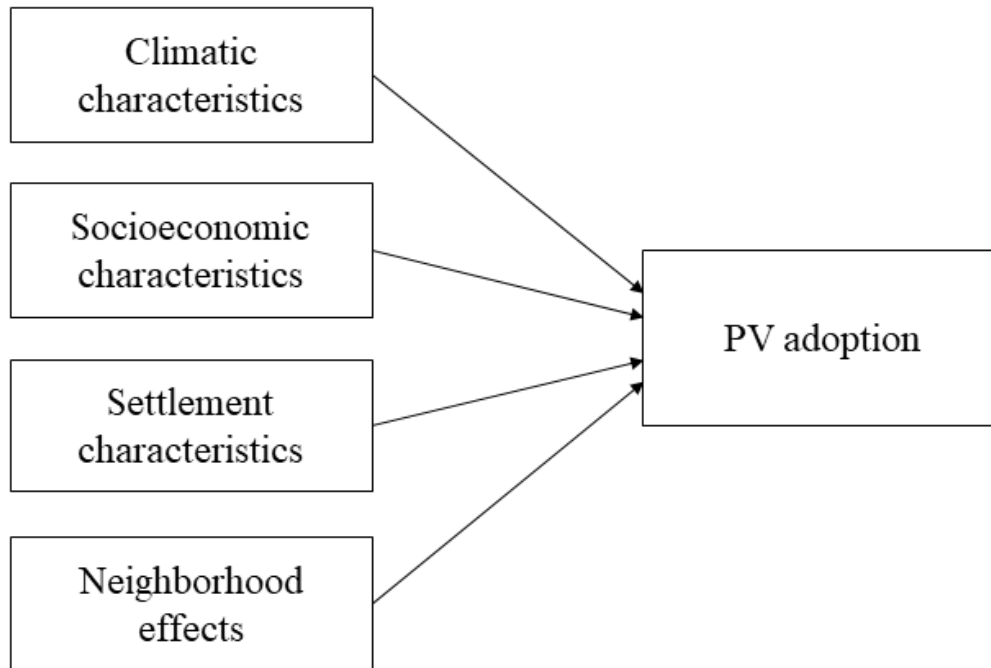 Climatic
characteristics
Socioeconomic
characteristics
Settlement
characteristics
Neighborhood
effects
PV adoption